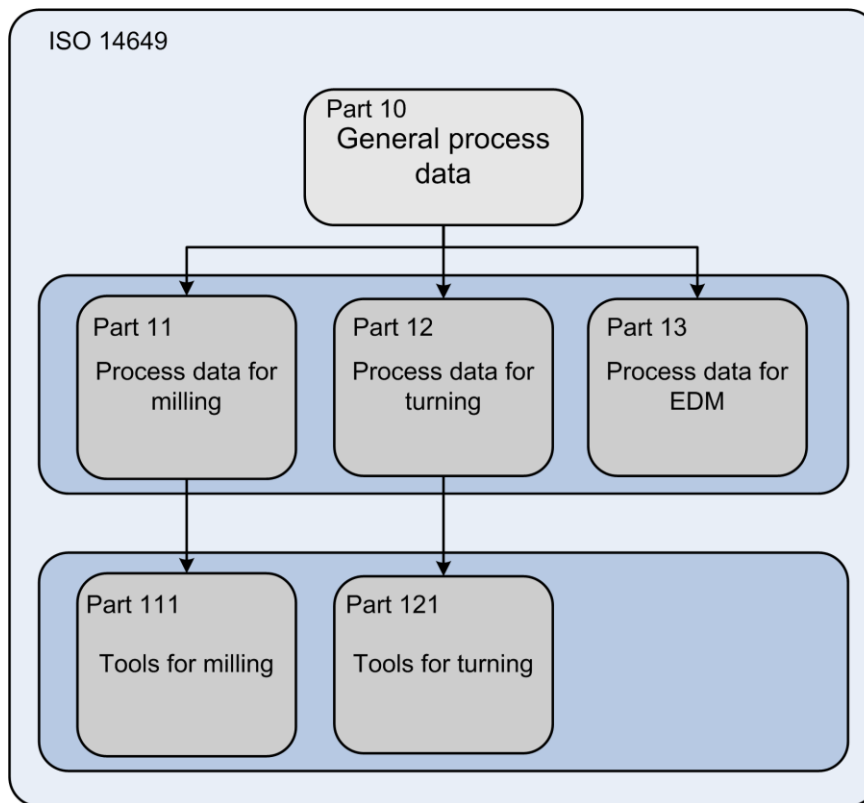 ISO 14649
Part 10
General process
data
Part 11
Process data for
milling
Part 12
Process data for
turning
Part 13
Process data for
EDM
Part 111
Tools for milling
Part 121
Tools for turning